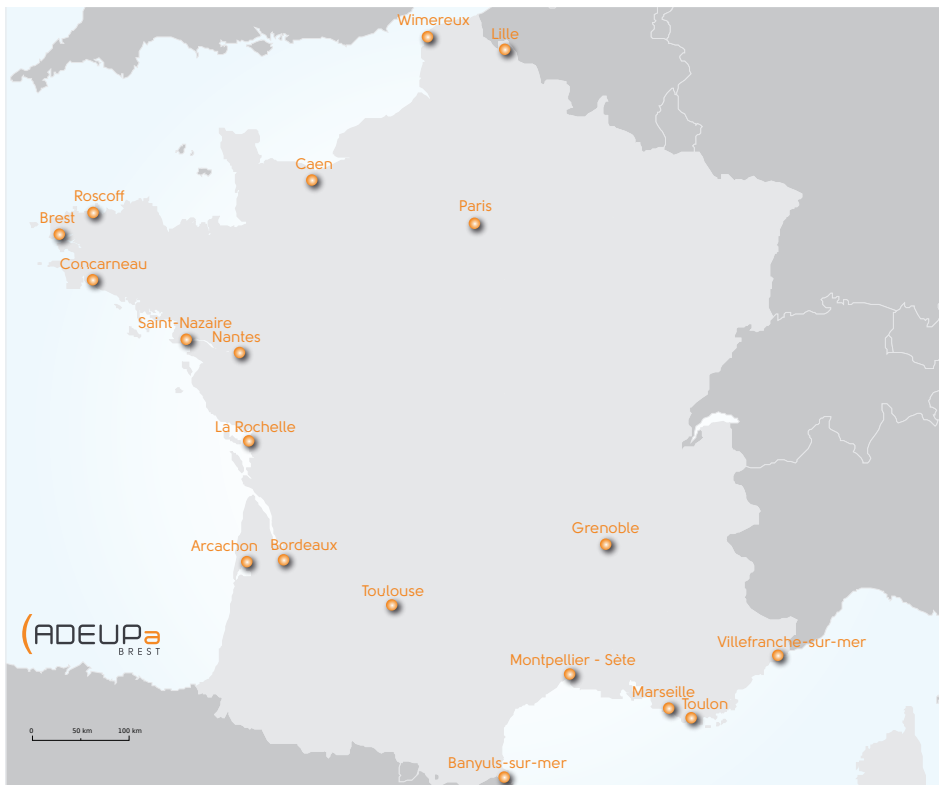 Wimereux
Lille
Caen
Roscoff
Paris
Brest
Concarneau
Saint-Nazaire
Nantes
La Rochelle
Grenoble
Arcachon
Bordeaux
Toulouse
ADEUPa
BREST
Villefranche-sur-mer
Montpellier - Sète
Marseille
Toulon
0 50 km 100 km
Banyuls-sur-mer